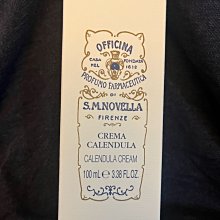 OFFICINA
CASA FONDATA
NEL 1612
PROFUMO FARMACEUTICA
DI
S.M.NOVELLA
FIRENZE
CREMA
CALENDULA
CALENDULA CREAM
100 mL ℮ 3.38 FL.OZ.